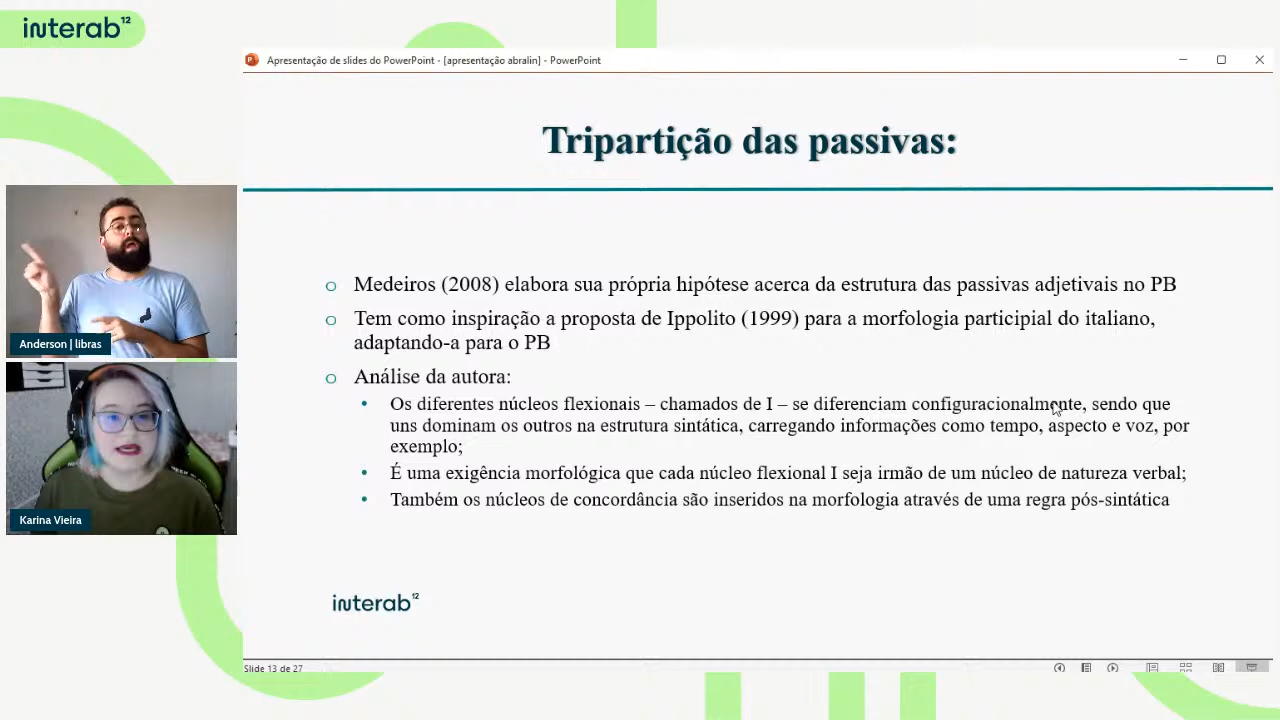 interab¹²
Apresentação de slides do PowerPoint - [apresentação abralin] - PowerPoint
Tripartição das passivas:
o Medeiros (2008) elabora sua própria hipótese acerca da estrutura das passivas adjetivais no PB
o Tem como inspiração a proposta de Ippolito (1999) para a morfologia participial do italiano,
adaptando-a para o PB
o Análise da autora:
• Os diferentes núcleos flexionais – chamados de I – se diferenciam configuracionalmente, sendo que
uns dominam os outros na estrutura sintática, carregando informações como tempo, aspecto e voz, por
exemplo;
• É uma exigência morfológica que cada núcleo flexional I seja irmão de um núcleo de natureza verbal;
• Também os núcleos de concordância são inseridos na morfologia através de uma regra pós-sintática
interab¹²
Slide 13 de 27
Anderson | libras
Karina Vieira